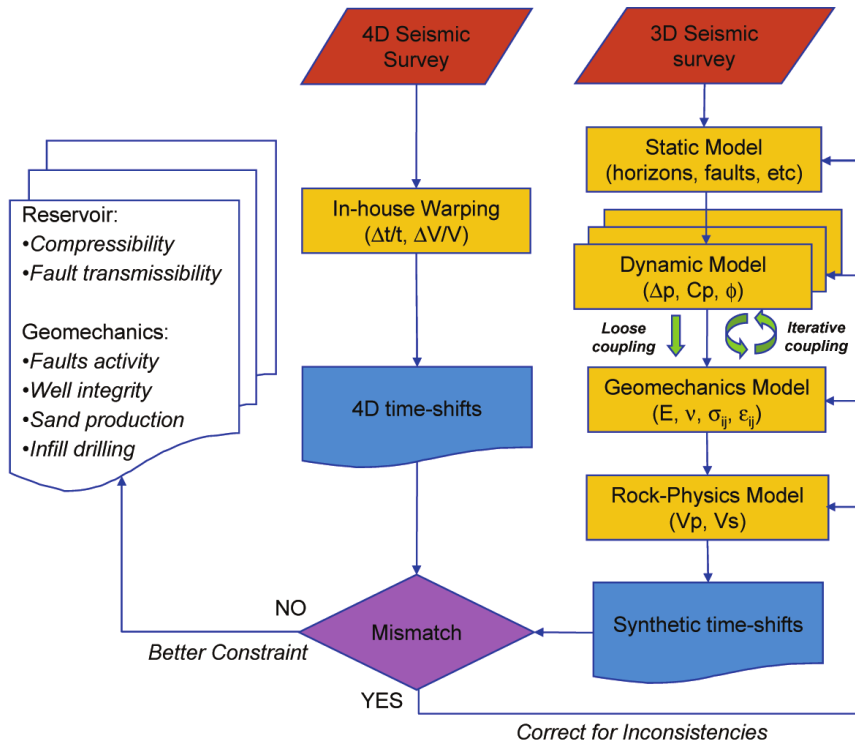 4D Seismic
Survey
3D Seismic
survey
Static Model
(horizons, faults, etc)
In-house Warping
(Δt/t, ΔV/V)
Reservoir:
•Compressibility
•Fault transmissibility
Geomechanics:
•Faults activity
•Well integrity
•Sand production
•Infill drilling
Dynamic Model
(Δp, Cp, ϕ)
Loose
coupling
Iterative
coupling
4D time-shifts
Geomechanics Model
(E, ν, σij, εij)
Rock-Physics Model
(Vp, Vs)
NO
Mismatch
Synthetic time-shifts
Better Constraint
YES
Correct for Inconsistencies